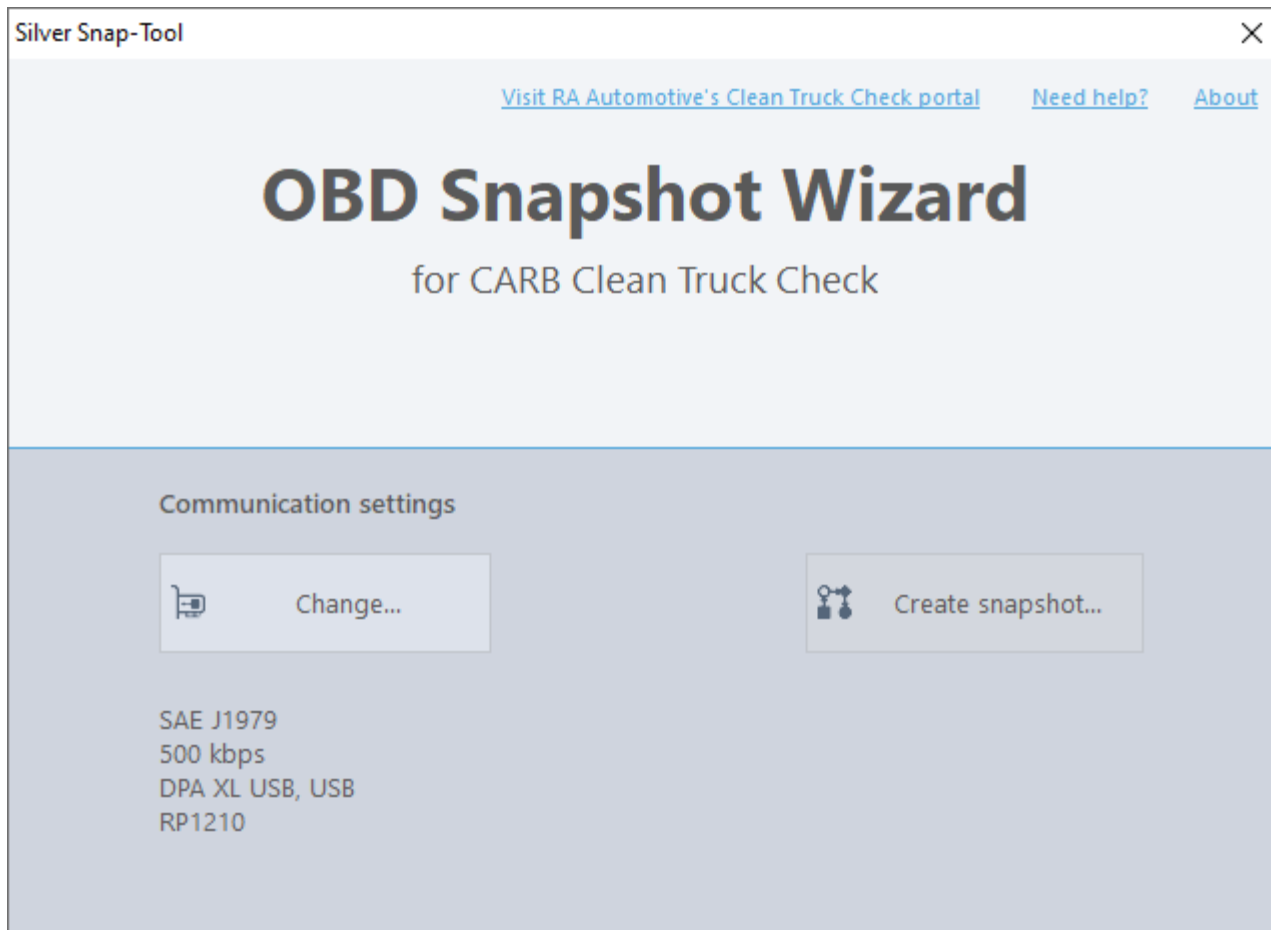 Silver Snap-Tool
Visit RA Automotive's Clean Truck Check portal Need help? About
OBD Snapshot Wizard
for CARB Clean Truck Check
Communication settings
Change... Create snapshot...
SAE J1979
500 kbps
DPA XL USB, USB
RP1210